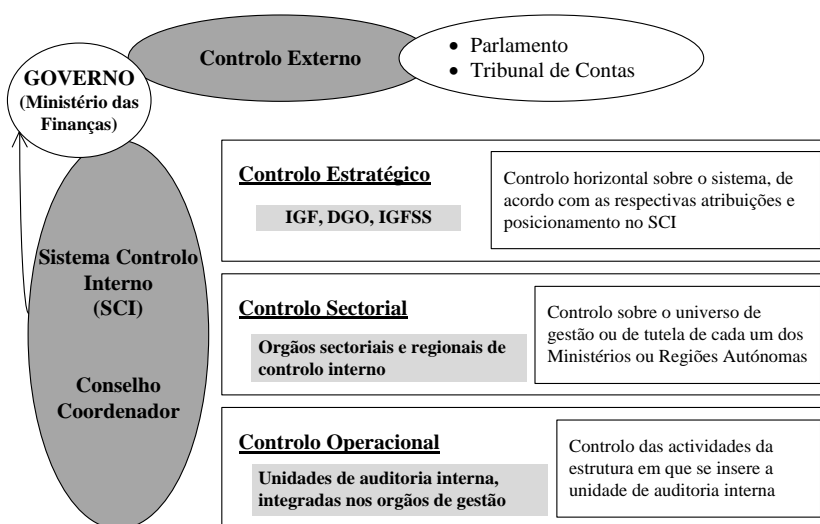 Controlo Externo
• Parlamento
• Tribunal de Contas
GOVERNO
(Ministério das
Finanças)
Sistema Controlo
Interno
(SCI)
Conselho
Coordenador
Controlo Estratégico
IGF, DGO, IGFSS
Controlo horizontal sobre o sistema, de
acordo com as respectivas atribuições e
posicionamento no SCI
Controlo Sectorial
Orgãos sectoriais e regionais de
controlo interno
Controlo sobre o universo de
gestão ou de tutela de cada um dos
Ministérios ou Regiões Autónomas
Controlo Operacional
Unidades de auditoria interna,
integradas nos orgãos de gestão
Controlo das actividades da
estrutura em que se insere a
unidade de auditoria interna